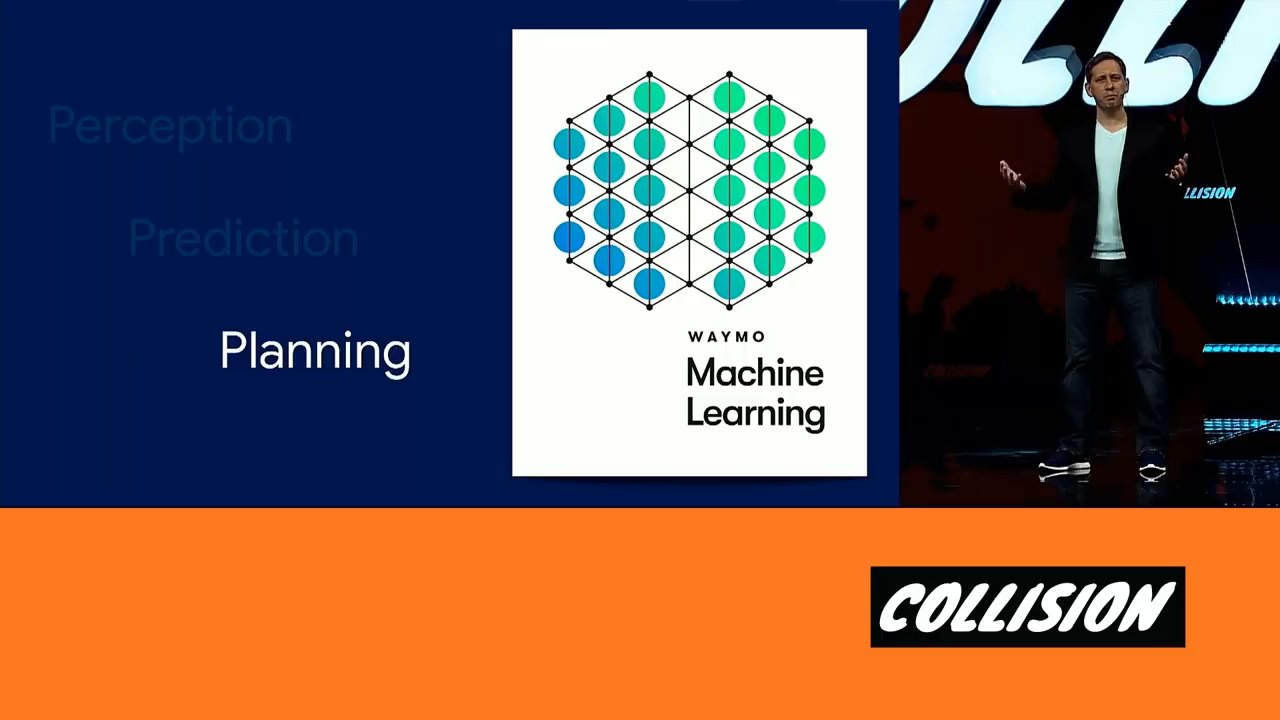 Perception
Prediction
Planning
WAYMO
Machine
Learning
LLISION
COLLISION